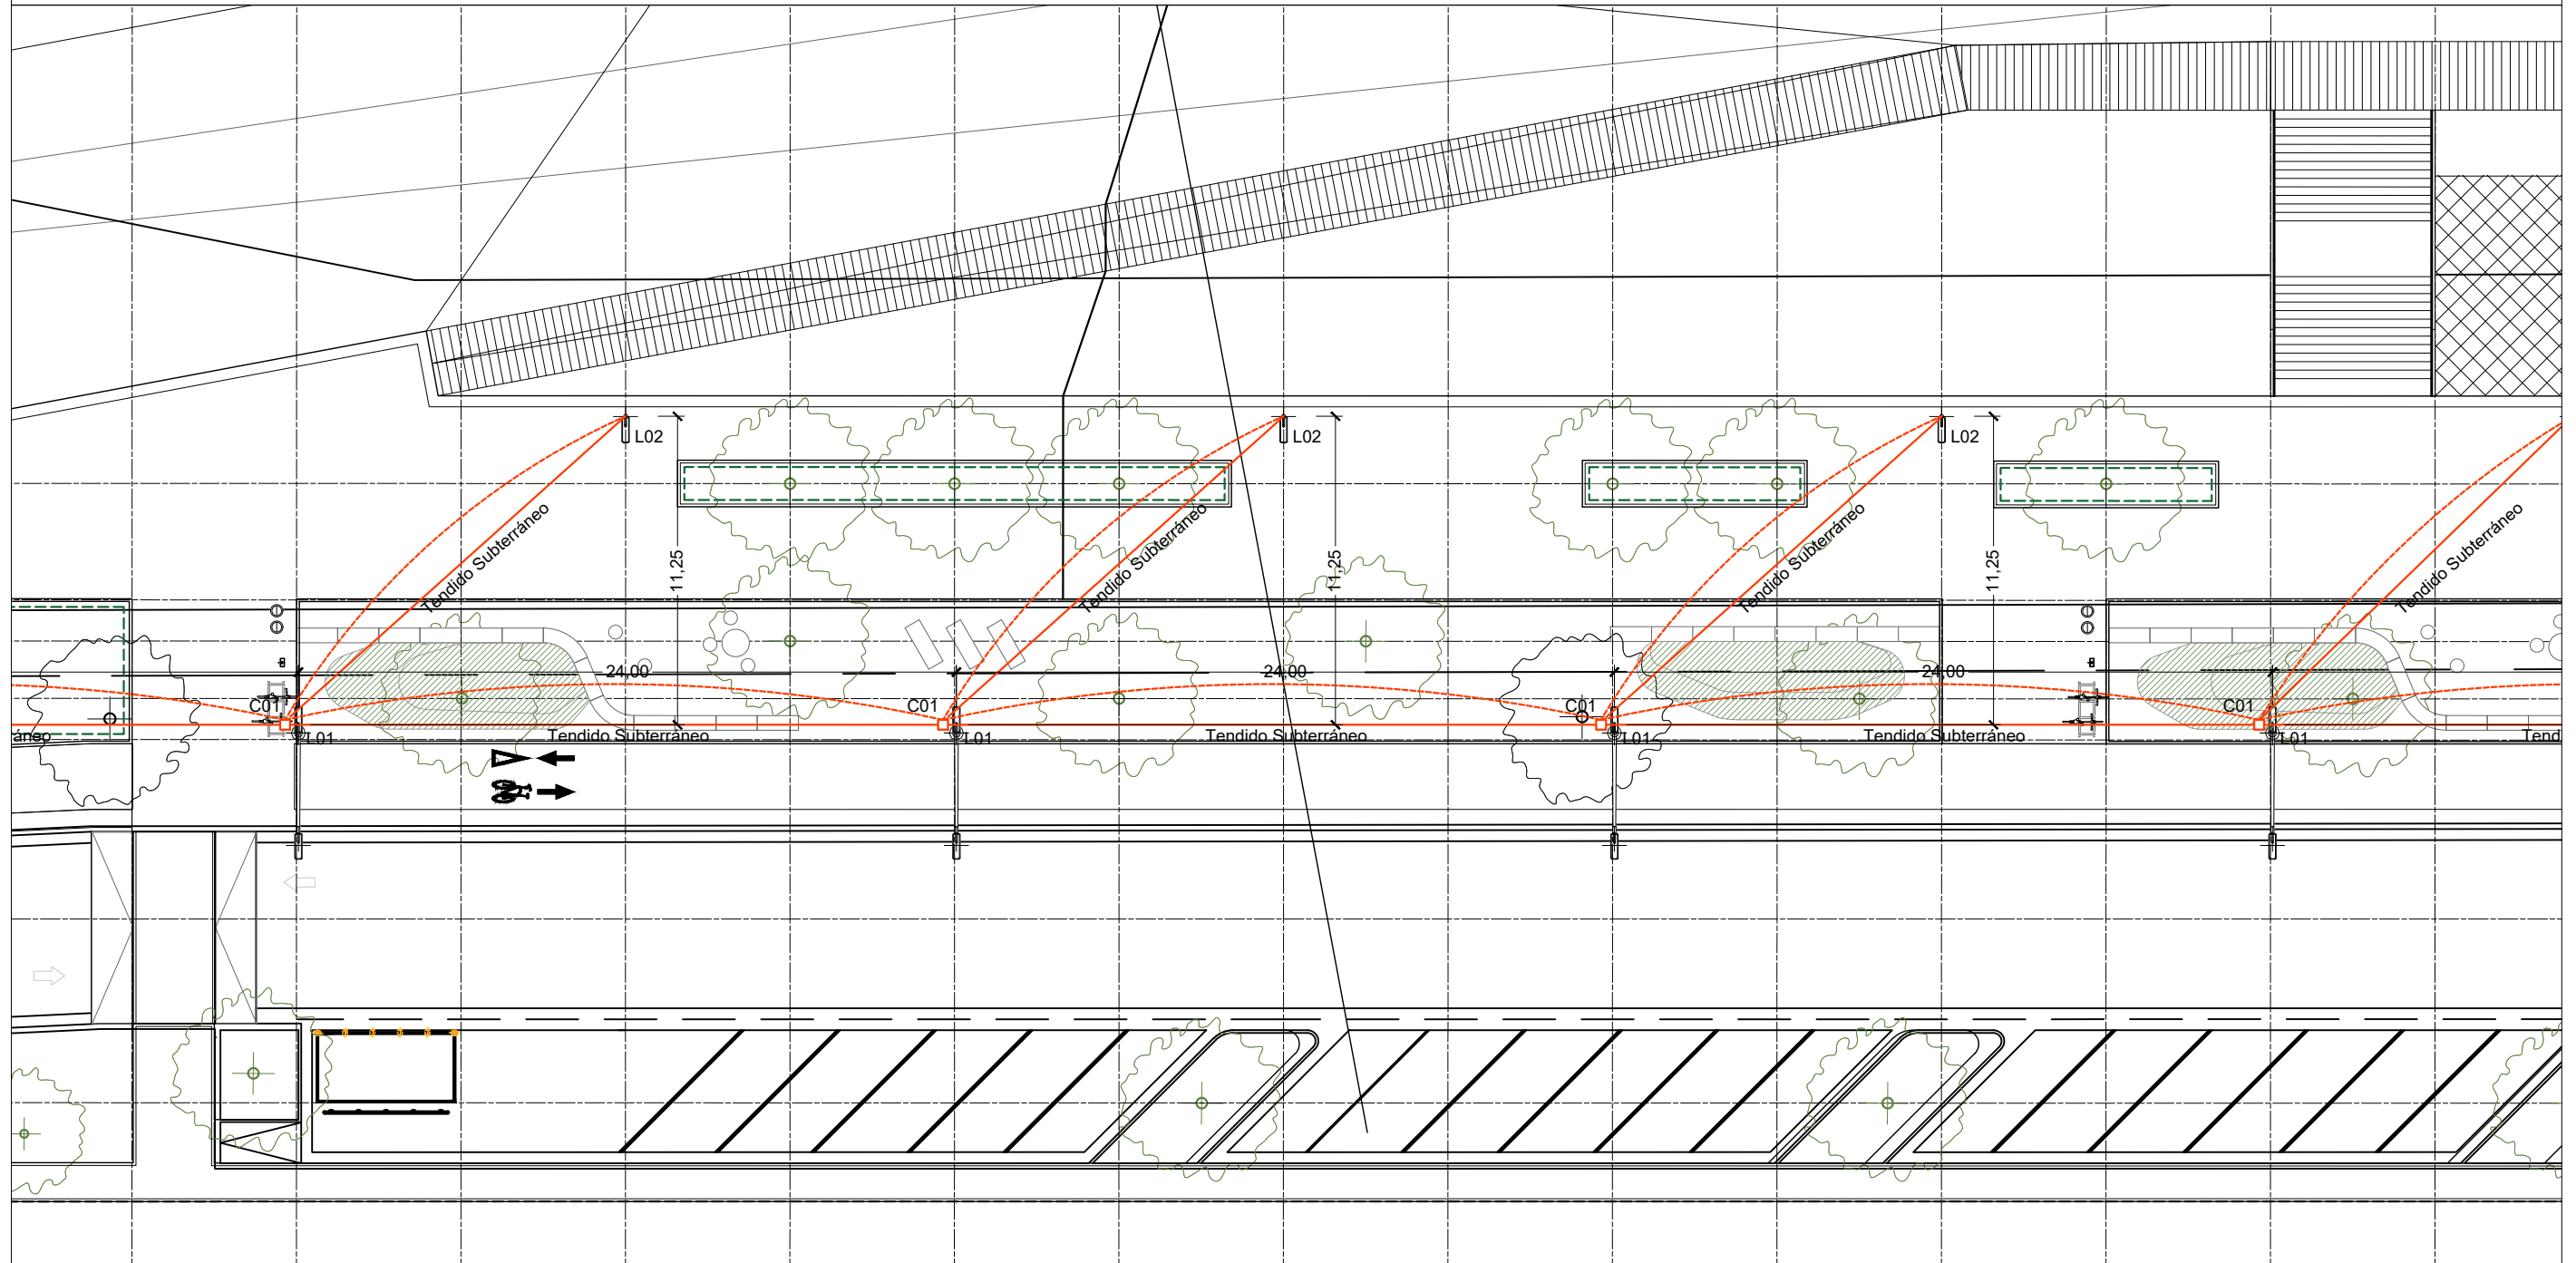 L02
L02
L02
Tendido Subterráneo
Tendido Subterráneo
Tendido Subterráneo
Tendido Subterráneo
11,25
11,25
11,25
24,00
24,00
24,00
C01
C01
C01
C01
L01
L01
L01
L01
áneo
Tendido Subterráneo
Tendido Subterráneo
Tendido Subterráneo
Tend